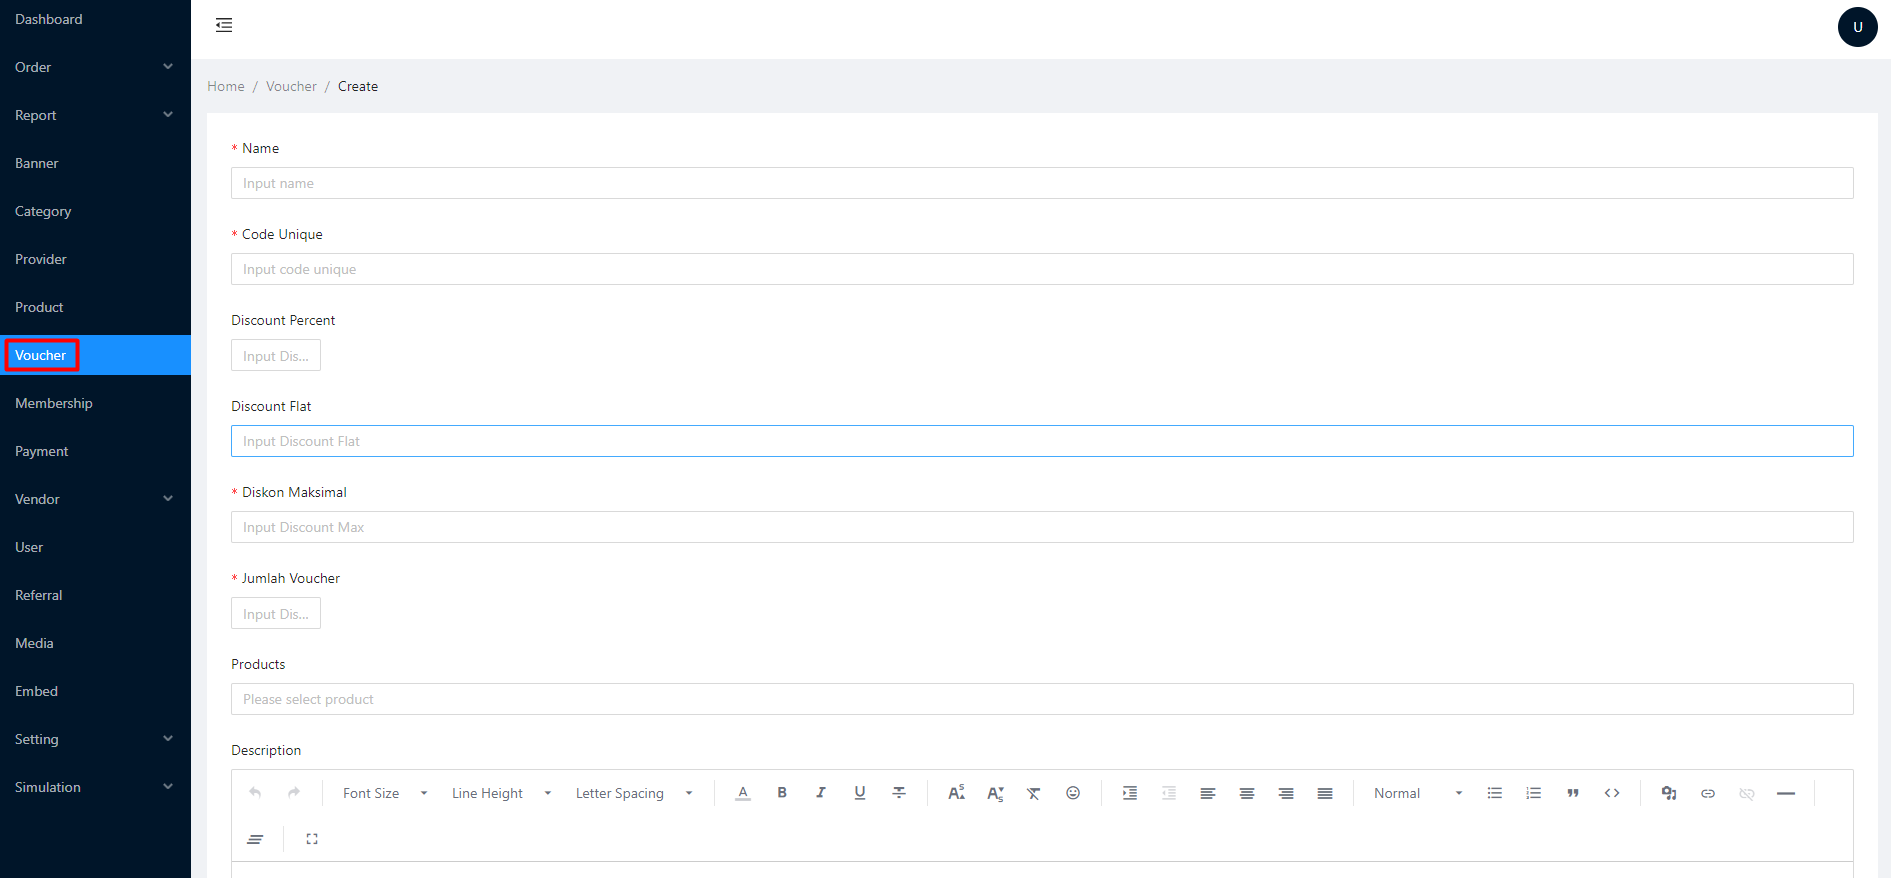 Dashboard
Order
Report
Banner
Category
Provider
Product
Voucher
Membership
Payment
Vendor
User
Referral
Media
Embed
Setting
Simulation
U
Home / Voucher / Create
* Name
Input name
* Code Unique
Input code unique
Discount Percent
Input Dis...
Discount Flat
Input Discount Flat
* Diskon Maksimal
Input Discount Max
* Jumlah Voucher
Input Dis...
Products
Please select product
Description
Font Size Line Height Letter Spacing Normal